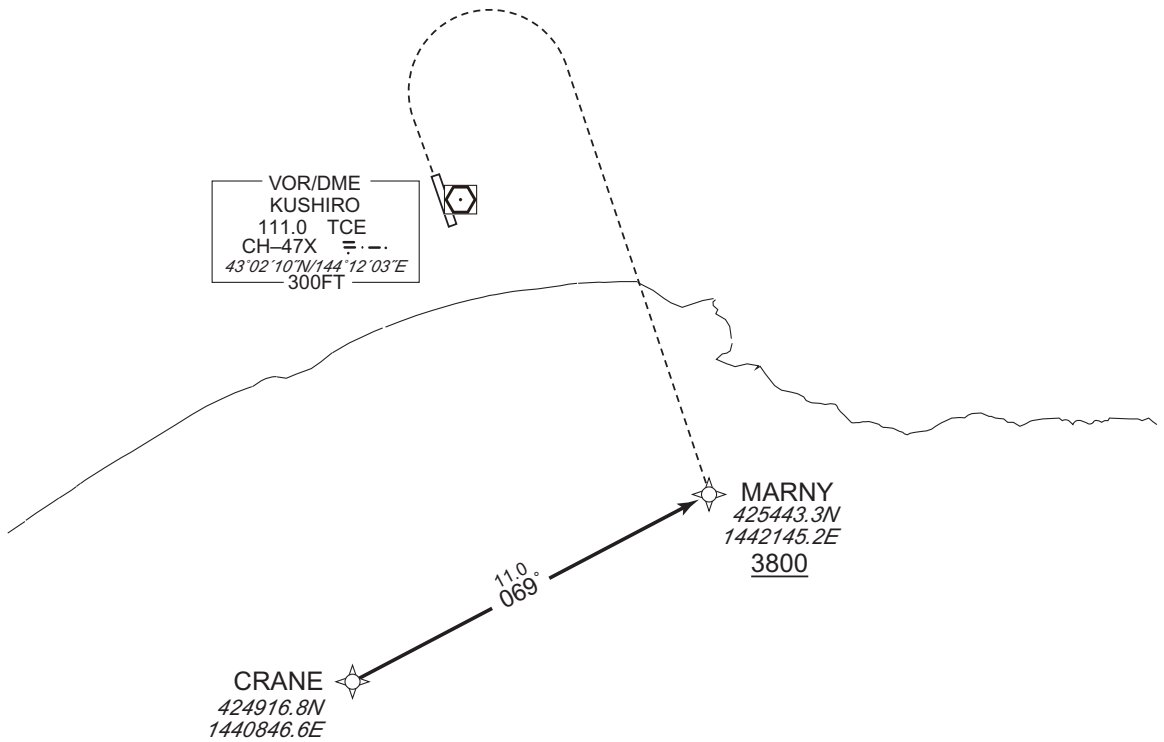 VOR/DME
KUSHIRO
111.0 TCE
CH–47X
43°02´10˝N/144°12´03˝E
300FT
MARNY
425443.3N
1442145.2E
3800
11.0
069°
CRANE
424916.8N
1440846.6E